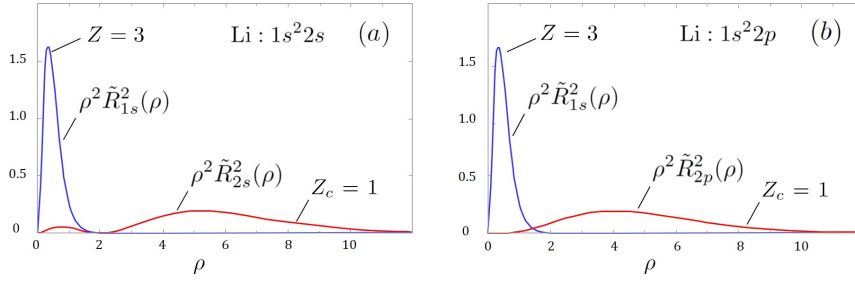 Z = 3
Li : 1s²2s
(a)
1.5
ρ²R̃²₁ₛ(ρ)
1.0
0.5
ρ²R̃²₂ₛ(ρ)
Z_c = 1
0
0 2 4 6 8 10
ρ
Z = 3
Li : 1s²2p
(b)
1.5
ρ²R̃²₁ₛ(ρ)
1.0
0.5
ρ²R̃²₂ₚ(ρ)
Z_c = 1
0
0 2 4 6 8 10
ρ